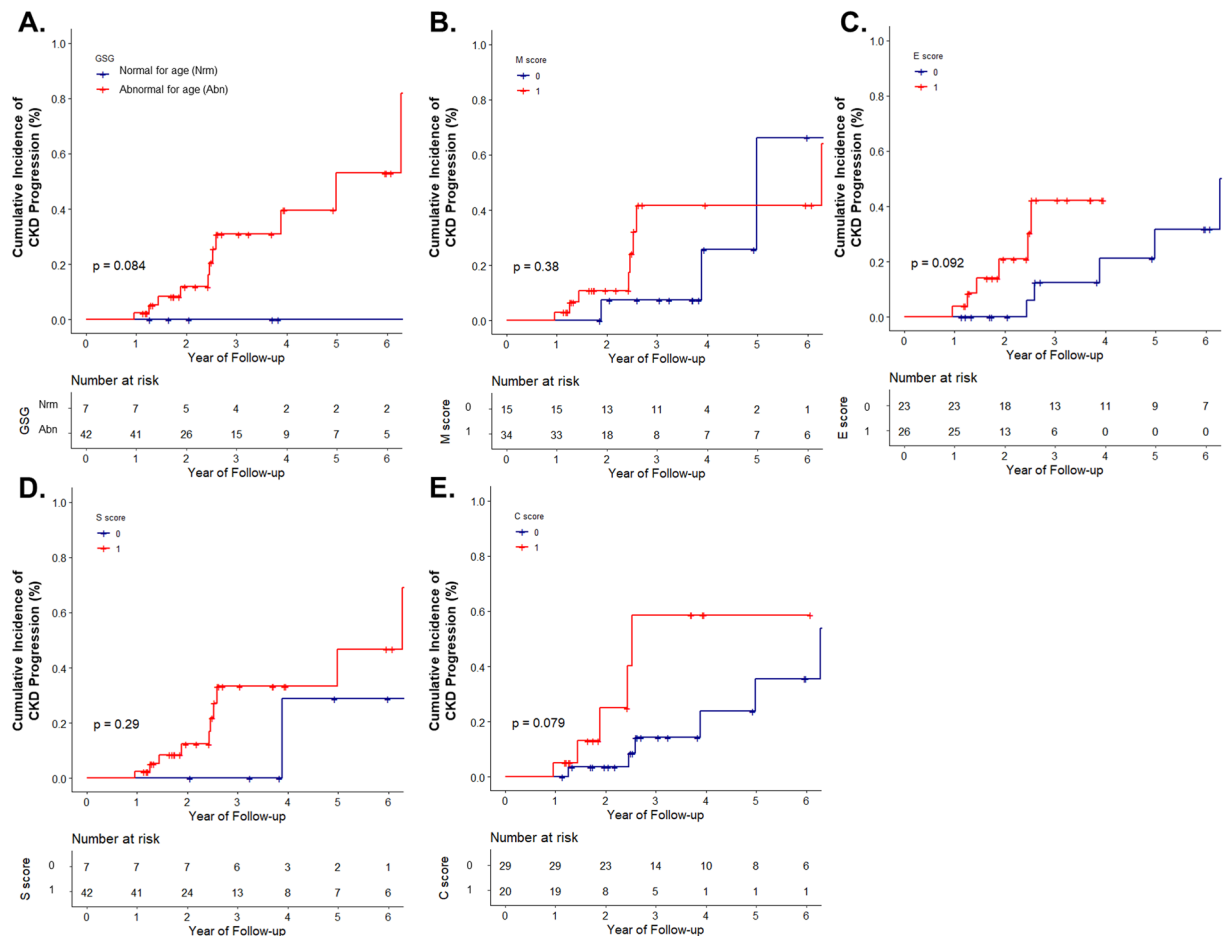 A.
GSG
Normal for age (Nrm)
Abnormal for age (Abn)
Cumulative Incidence of
CKD Progression (%)
1.0
0.8
0.6
0.4
0.2
0.0
p = 0.084
0 1 2 3 4 5 6
Year of Follow-up
Number at risk
GSG
Nrm 7 7 5 4 2 2 2
Abn 42 41 26 15 9 7 5
0 1 2 3 4 5 6
Year of Follow-up
B.
M score
0
1
Cumulative Incidence of
CKD Progression (%)
1.0
0.8
0.6
0.4
0.2
0.0
p = 0.38
0 1 2 3 4 5 6
Year of Follow-up
Number at risk
M score
0 15 15 13 11 4 2 1
1 34 33 18 8 7 7 6
0 1 2 3 4 5 6
Year of Follow-up
C.
E score
0
1
Cumulative Incidence of
CKD Progression (%)
1.0
0.8
0.6
0.4
0.2
0.0
p = 0.092
0 1 2 3 4 5 6
Year of Follow-up
Number at risk
E score
0 23 23 18 13 11 9 7
1 26 25 13 6 0 0 0
0 1 2 3 4 5 6
Year of Follow-up
D.
S score
0
1
Cumulative Incidence of
CKD Progression (%)
1.0
0.8
0.6
0.4
0.2
0.0
p = 0.29
0 1 2 3 4 5 6
Year of Follow-up
Number at risk
S score
0 7 7 7 6 3 2 1
1 42 41 24 13 8 7 6
0 1 2 3 4 5 6
Year of Follow-up
E.
C score
0
1
Cumulative Incidence of
CKD Progression (%)
1.0
0.8
0.6
0.4
0.2
0.0
p = 0.079
0 1 2 3 4 5 6
Year of Follow-up
Number at risk
C score
0 29 29 23 14 10 8 6
1 20 19 8 5 1 1 1
0 1 2 3 4 5 6
Year of Follow-up